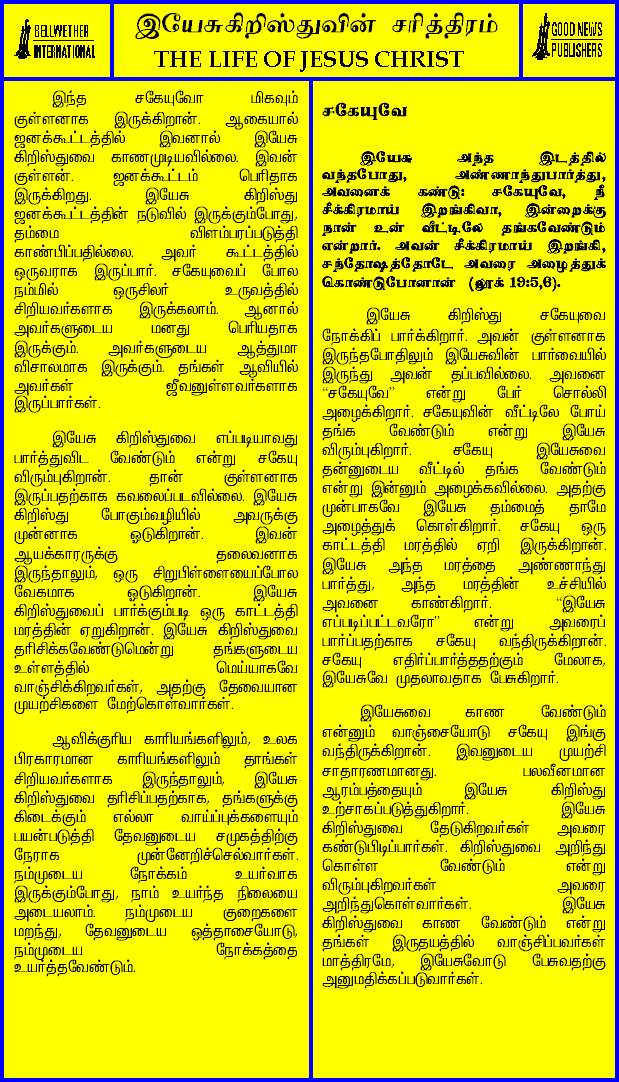 BELLWETHER
INTERNATIONAL
இயேசுகிறிஸ்துவின் சரித்திரம்
THE LIFE OF JESUS CHRIST
GOOD NEWS
PUBLISHERS
இந்த சகேயுவோ மிகவும்
குள்ளனாக இருக்கிறான். ஆகையால்
ஜனக்கூட்டத்தில் இவனால் இயேசு
கிறிஸ்துவை காணமுடியவில்லை. இவன்
குள்ளன். ஜனக்கூட்டம் பெரிதாக
இருக்கிறது. இயேசு கிறிஸ்து
ஜனக்கூட்டத்தின் நடுவில் இருக்கும்போது,
தம்மை விளம்பரப்படுத்தி
காண்பிப்பதில்லை. அவர் கூட்டத்தில்
ஒருவராக இருப்பார். சகேயுவைப் போல
நம்மில் ஒருசிலர் உருவத்தில்
சிறியவர்களாக இருக்கலாம். ஆனால்
அவர்களுடைய மனது பெரியதாக
இருக்கும். அவர்களுடைய ஆத்துமா
விசாலமாக இருக்கும். தங்கள் ஆவியில்
அவர்கள் ஜீவனுள்ளவர்களாக
இருப்பார்கள்.
இயேசு கிறிஸ்துவை எப்படியாவது
பார்த்துவிட வேண்டும் என்று சகேயு
விரும்புகிறான். தான் குள்ளனாக
இருப்பதற்காக கவலைப்படவில்லை. இயேசு
கிறிஸ்து போகும்வழியில் அவருக்கு
முன்னாக ஓடுகிறான். இவன்
ஆயக்காரருக்கு தலைவனாக
இருந்தாலும், ஒரு சிறுபிள்ளையைப்போல
வேகமாக ஓடுகிறான். இயேசு
கிறிஸ்துவைப் பார்க்கும்படி ஒரு காட்டத்தி
மரத்தின் ஏறுகிறான். இயேசு கிறிஸ்துவை
தரிசிக்கவேண்டுமென்று தங்களுடைய
உள்ளத்தில் மெய்யாகவே
வாஞ்சிக்கிறவர்கள், அதற்கு தேவையான
முயற்சிகளை மேற்கொள்வார்கள்.
ஆவிக்குரிய காரியங்களிலும், உலக
பிரகாரமான காரியங்களிலும் தாங்கள்
சிறியவர்களாக இருந்தாலும், இயேசு
கிறிஸ்துவை தரிசிப்பதற்காக, தங்களுக்கு
கிடைக்கும் எல்லா வாய்ப்புக்களையும்
பயன்படுத்தி தேவனுடைய சமுகத்திற்கு
நேராக முன்னேறிச்செல்வார்கள்.
நம்முடைய நோக்கம் உயர்வாக
இருக்கும்போது, நாம் உயர்ந்த நிலையை
அடையலாம். நம்முடைய குறைகளை
மறந்து, தேவனுடைய ஒத்தாசையோடு,
நம்முடைய நோக்கத்தை
உயர்த்தவேண்டும்.
சகேயுவே
இயேசு அந்த இடத்தில்
வந்தபோது, அண்ணாந்துபார்த்து,
அவனைக் கண்டு: சகேயுவே, நீ
சீக்கிரமாய் இறங்கிவா, இன்றைக்கு
நான் உன் வீட்டிலே தங்கவேண்டும்
என்றார். அவன் சீக்கிரமாய் இறங்கி,
சந்தோஷத்தோடே அவரை அழைத்துக்
கொண்டுபோனான் (லூக் 19:5,6).
இயேசு கிறிஸ்து சகேயுவை
நோக்கிப் பார்க்கிறார். அவன் குள்ளனாக
இருந்தபோதிலும் இயேசுவின் பார்வையில்
இருந்து அவன் தப்பவில்லை. அவனை
“சகேயுவே” என்று பேர் சொல்லி
அழைக்கிறார். சகேயுவின் வீட்டிலே போய்
தங்க வேண்டும் என்று இயேசு
விரும்புகிறார். சகேயு இயேசுவை
தன்னுடைய வீட்டில் தங்க வேண்டும்
என்று இன்னும் அழைக்கவில்லை. அதற்கு
முன்பாகவே இயேசு தம்மைத் தாமே
அழைத்துக் கொள்கிறார். சகேயு ஒரு
காட்டத்தி மரத்தில் ஏறி இருக்கிறான்.
இயேசு அந்த மரத்தை அண்ணாந்து
பார்த்து, அந்த மரத்தின் உச்சியில்
அவனை காண்கிறார். “இயேசு
எப்படிப்பட்டவரோ” என்று அவரைப்
பார்ப்பதற்காக சகேயு வந்திருக்கிறான்.
சகேயு எதிர்ப்பார்த்ததற்கும் மேலாக,
இயேசுவே முதலாவதாக பேசுகிறார்.
இயேசுவை காண வேண்டும்
என்னும் வாஞ்சையோடு சகேயு இங்கு
வந்திருக்கிறான். இவனுடைய முயற்சி
சாதாரணமானது. பலவீனமான
ஆரம்பத்தையும் இயேசு கிறிஸ்து
உற்சாகப்படுத்துகிறார். இயேசு
கிறிஸ்துவை தேடுகிறவர்கள் அவரை
கண்டுபிடிப்பார்கள். கிறிஸ்துவை அறிந்து
கொள்ள வேண்டும் என்று
விரும்புகிறவர்கள் அவரை
அறிந்துகொள்வார்கள். இயேசு
கிறிஸ்துவை காண வேண்டும் என்று
தங்கள் இருதயத்தில் வாஞ்சிப்பவர்கள்
மாத்திரமே, இயேசுவோடு பேசுவதற்கு
அனுமதிக்கப்படுவார்கள்.